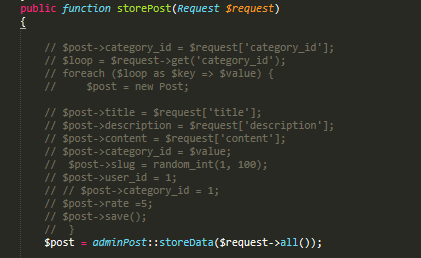 public function storePost(Request $request)
{
// $post->category_id = $request['category_id'];
// $loop = $request->get('category_id');
// foreach ($loop as $key => $value) {
//     $post = new Post;
// $post->title = $request['title'];
// $post->description = $request['description'];
// $post->content = $request['content'];
// $post->category_id = $value;
//  $post->slug = random_int(1, 100);
// $post->user_id = 1;
// // $post->category_id = 1;
// $post->rate =5;
// $post->save();
//  }
$post = adminPost::storeData($request->all());